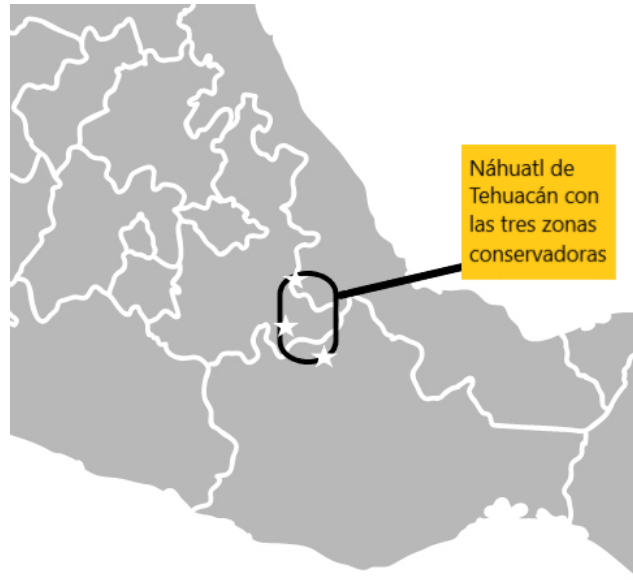 Náhuatl de
Tehuacán con
las tres zonas
conservadoras